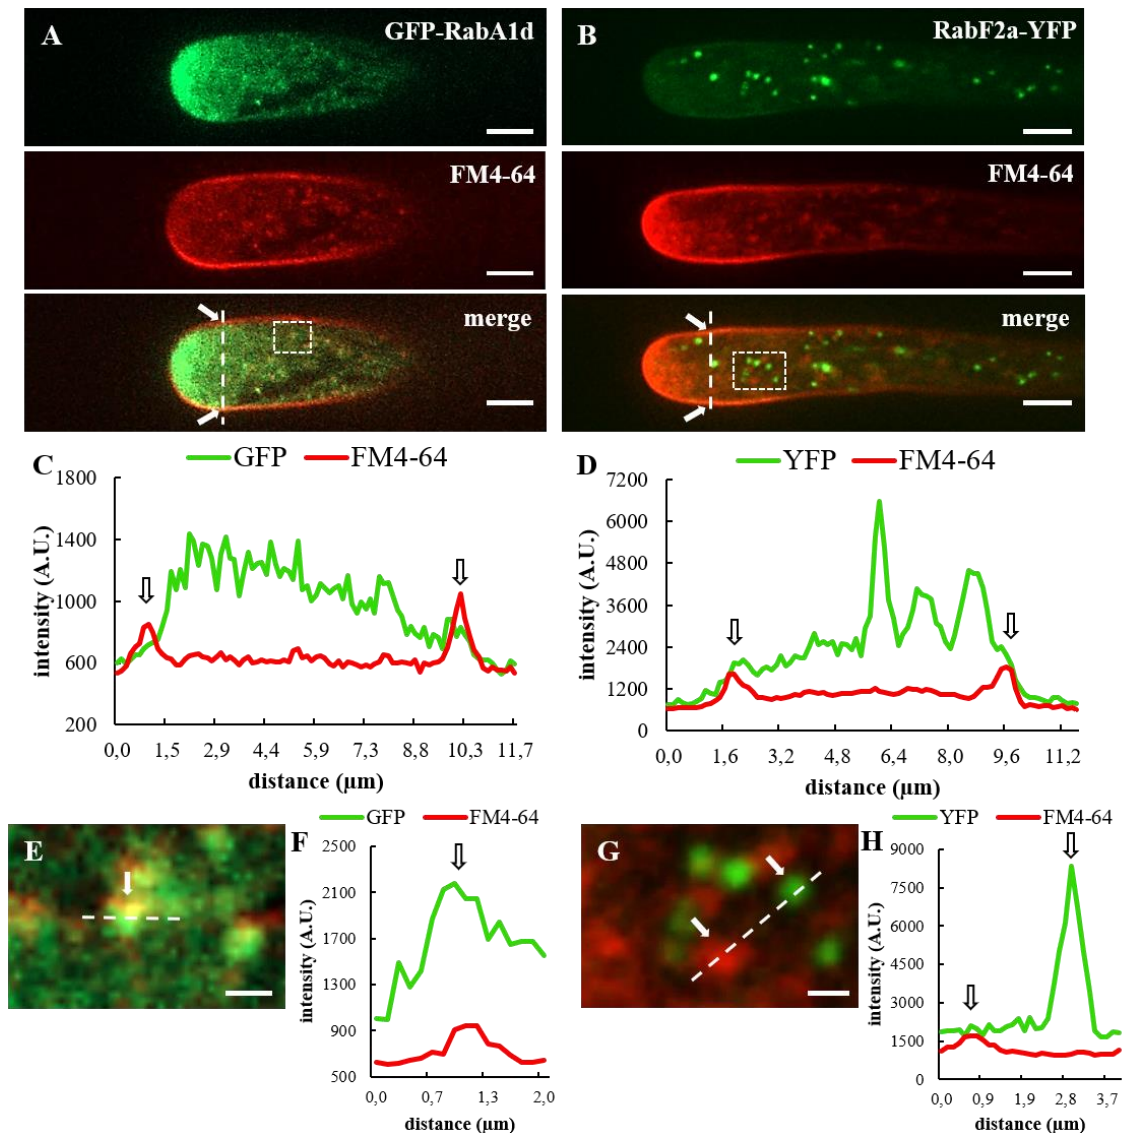 A GFP-RabA1d
B RabF2a-YFP
FM4-64
FM4-64
merge
merge
C GFP FM4-64
1800
1400
1000
600
200
intensity (A.U.)
0,0 1,5 2,9 4,4 5,9 7,3 8,8 10,3 11,7
distance (µm)
D YFP FM4-64
7200
6000
4800
3600
2400
1200
0
intensity (A.U.)
0,0 1,6 3,2 4,8 6,4 8,0 9,6 11,2
distance (µm)
E
F GFP FM4-64
2500
2100
1700
1300
900
500
intensity (A.U.)
0,0 0,7 1,3 2,0
distance (µm)
G
H YFP FM4-64
9000
7500
6000
4500
3000
1500
0
intensity (A.U.)
0,0 0,9 1,9 2,8 3,7
distance (µm)